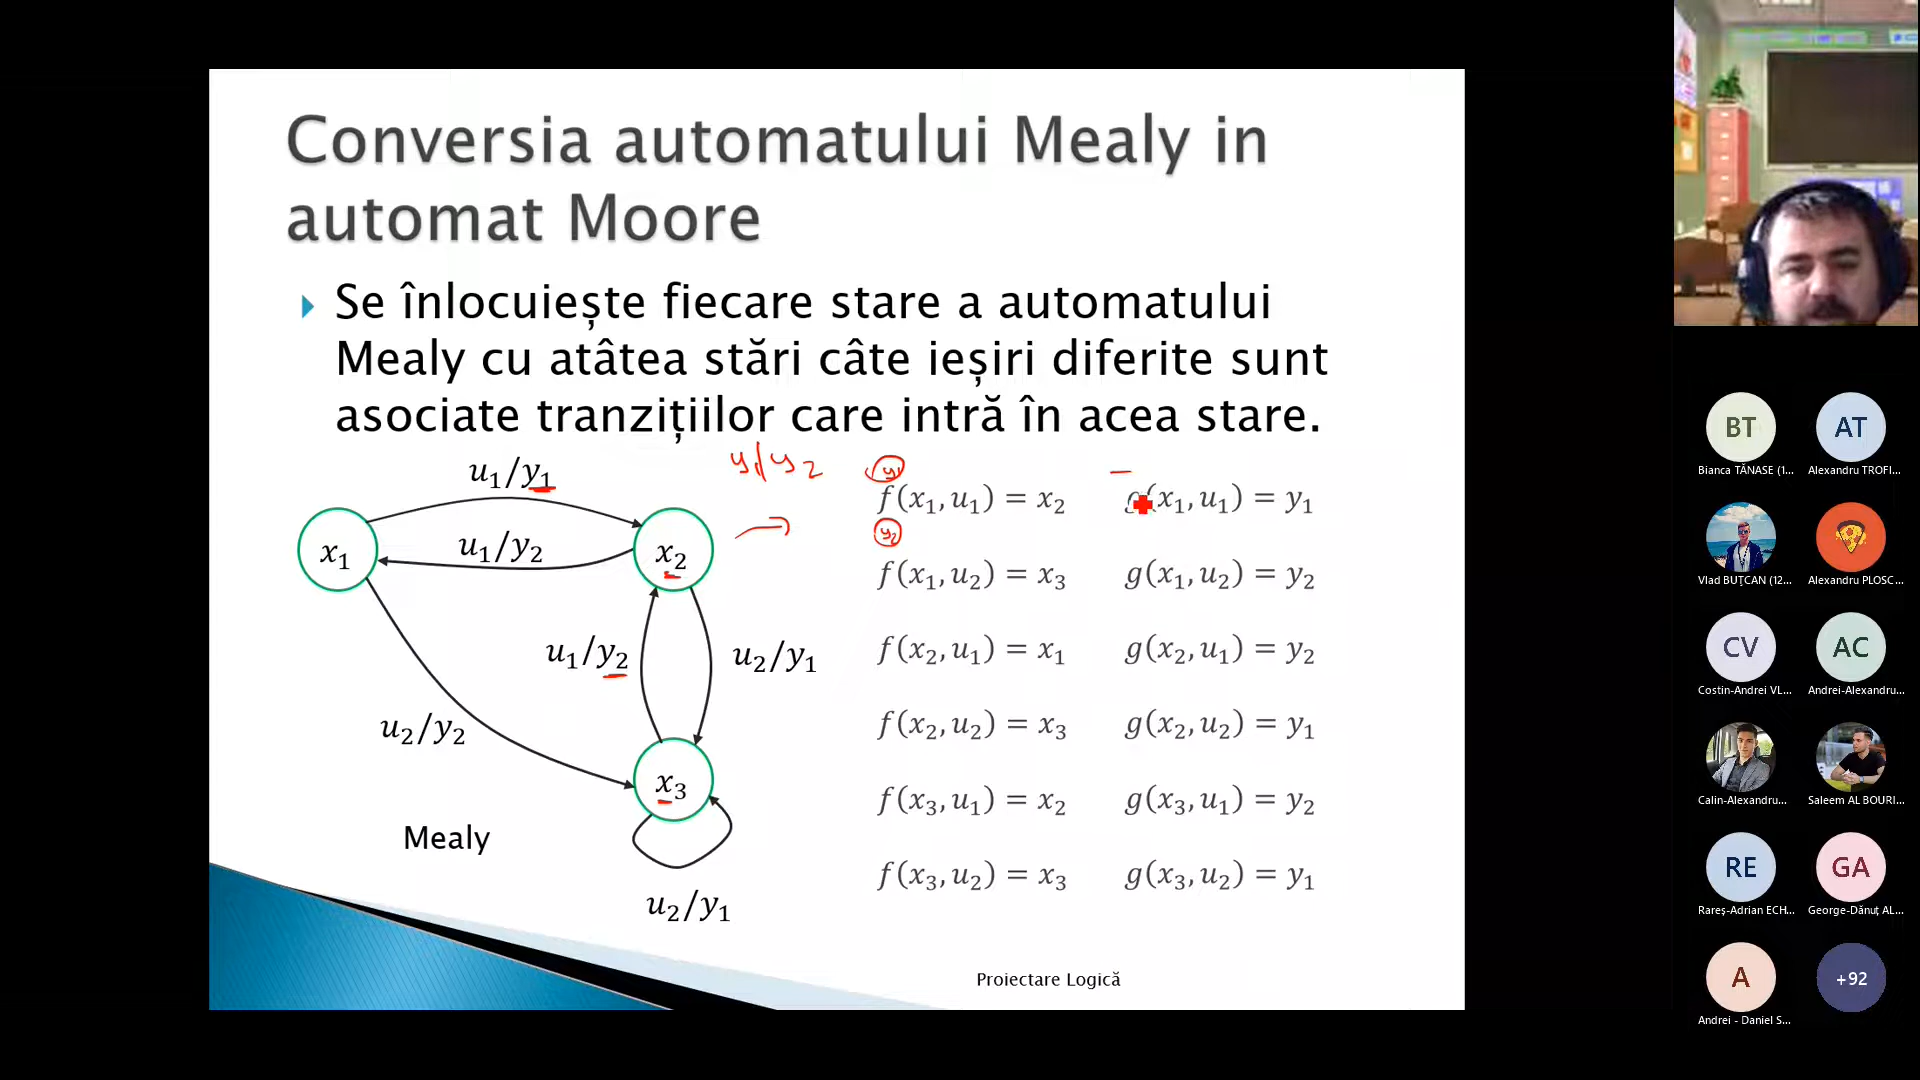 Conversia automatului Mealy in
automat Moore
Se înlocuiește fiecare stare a automatului
Mealy cu atâtea stări câte ieșiri diferite sunt
asociate tranzițiilor care intră în acea stare.
u₁/y₁
x₁
u₁/y₂
x₂
u₁/y₂
u₂/y₁
u₂/y₂
x₃
Mealy
u₂/y₁
y₁/y₂
y₁
y₂
f(x₁, u₁) = x₂ g(x₁, u₁) = y₁
f(x₁, u₂) = x₃ g(x₁, u₂) = y₂
f(x₂, u₁) = x₁ g(x₂, u₁) = y₂
f(x₂, u₂) = x₃ g(x₂, u₂) = y₁
f(x₃, u₁) = x₂ g(x₃, u₁) = y₂
f(x₃, u₂) = x₃ g(x₃, u₂) = y₁
Proiectare Logică
BT AT
Bianca TĂNASE (1... Alexandru TROFI...
Vlad BUȚCAN (12... Alexandru PLOSC...
CV AC
Costin-Andrei VL... Andrei-Alexandru...
Calin-Alexandru... Saleem AL BOURI...
RE GA
Rareș-Adrian ECH... George-Dănuț AL...
A +92
Andrei - Daniel S...